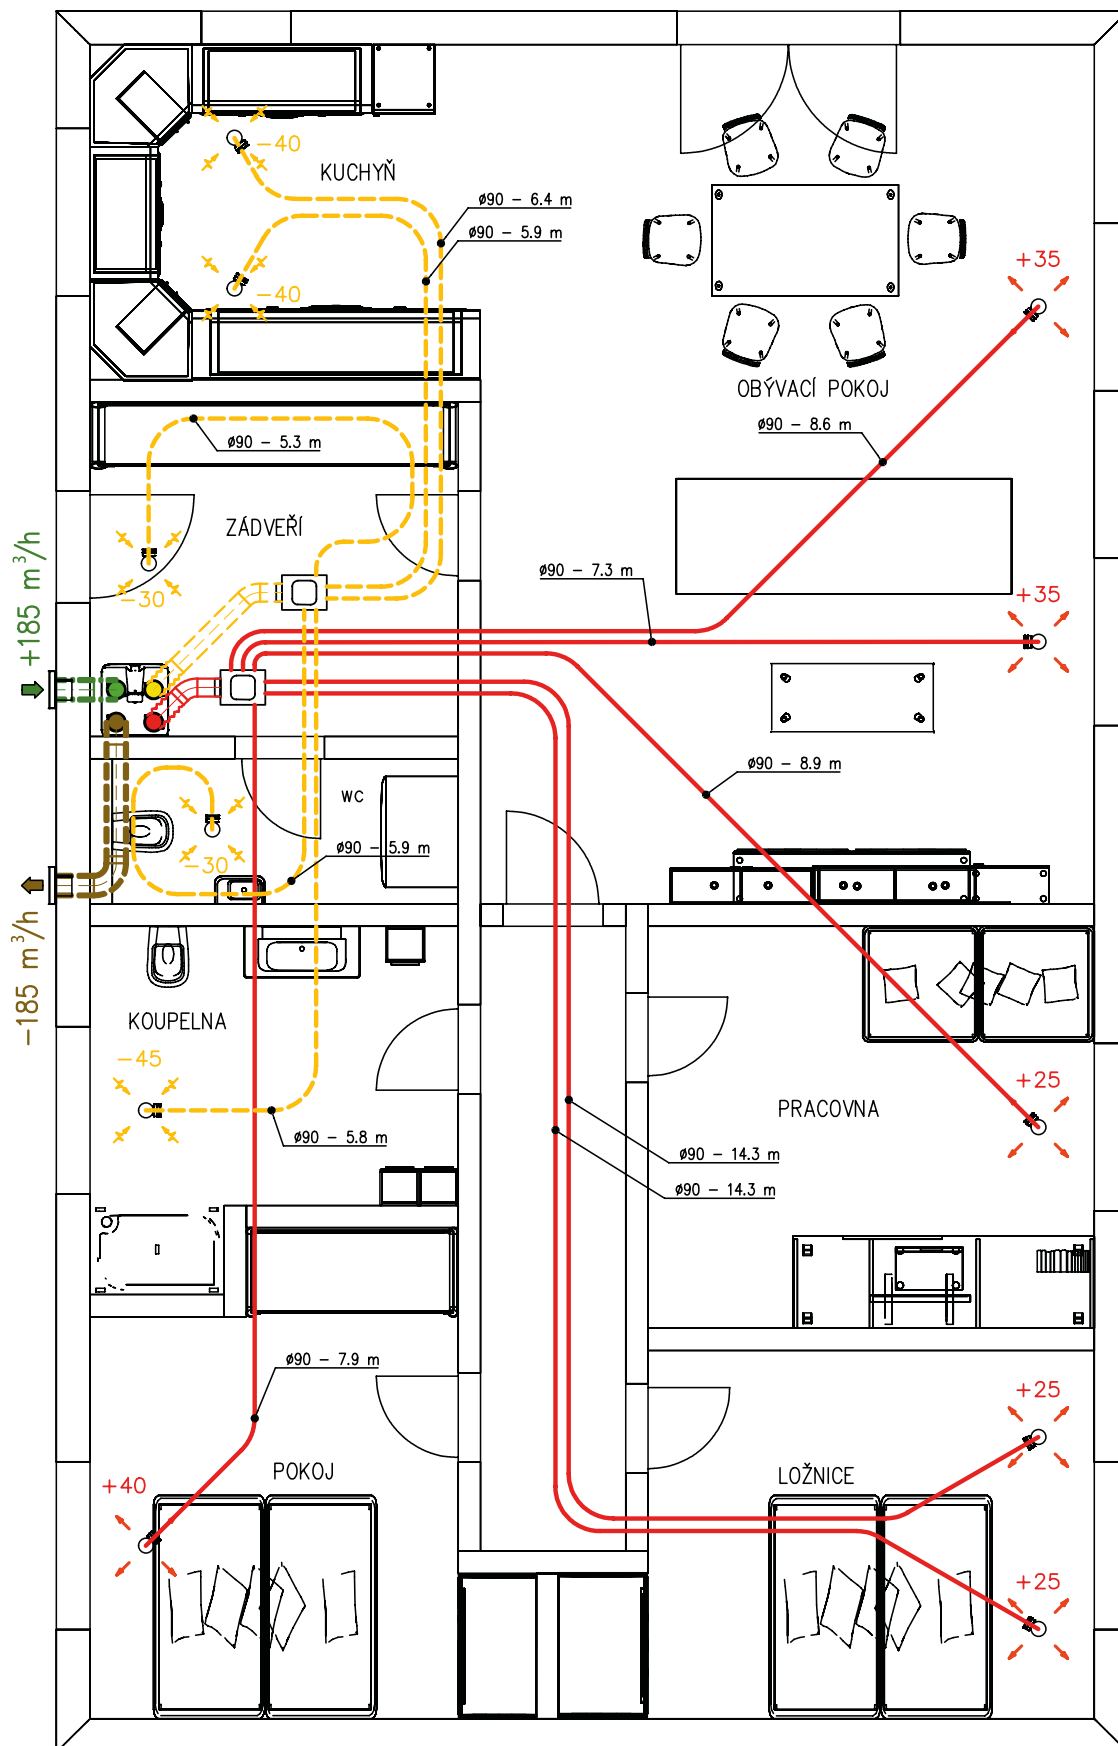 -40
KUCHYŇ
ø90 - 6.4 m
ø90 - 5.9 m
+35
-40
OBÝVACÍ POKOJ
ø90 - 8.6 m
ø90 - 5.3 m
ZÁDVEŘÍ
+185 m³/h
ø90 - 7.3 m
+35
-30
ø90 - 8.9 m
WC
ø90 - 5.9 m
-30
-185 m³/h
KOUPELNA
-45
+25
PRACOVNA
ø90 - 5.8 m
ø90 - 14.3 m
ø90 - 14.3 m
ø90 - 7.9 m
+25
POKOJ
LOŽNICE
+40
+25